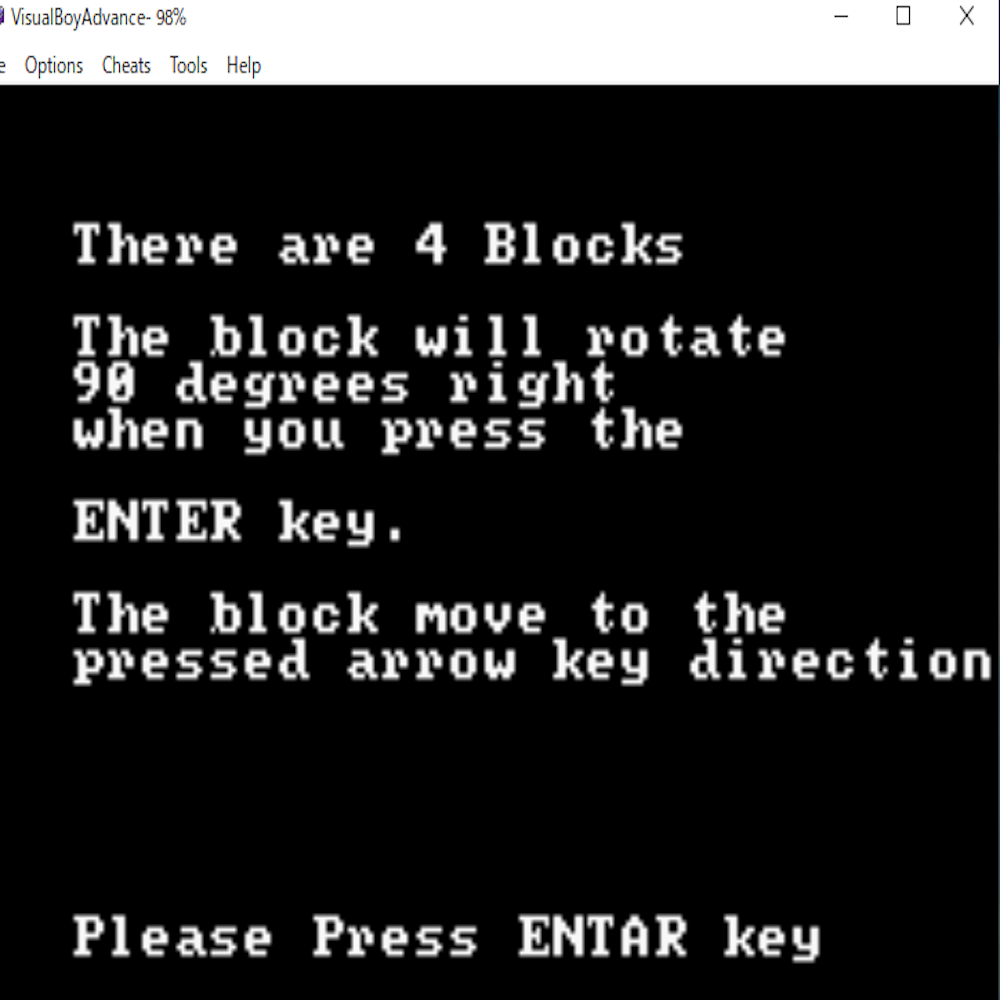 VisualBoyAdvance- 98%
e Options Cheats Tools Help
There are 4 Blocks
The block will rotate
90 degrees right
when you press the
ENTER key.
The block move to the
pressed arrow key direction
Please Press ENTAR key